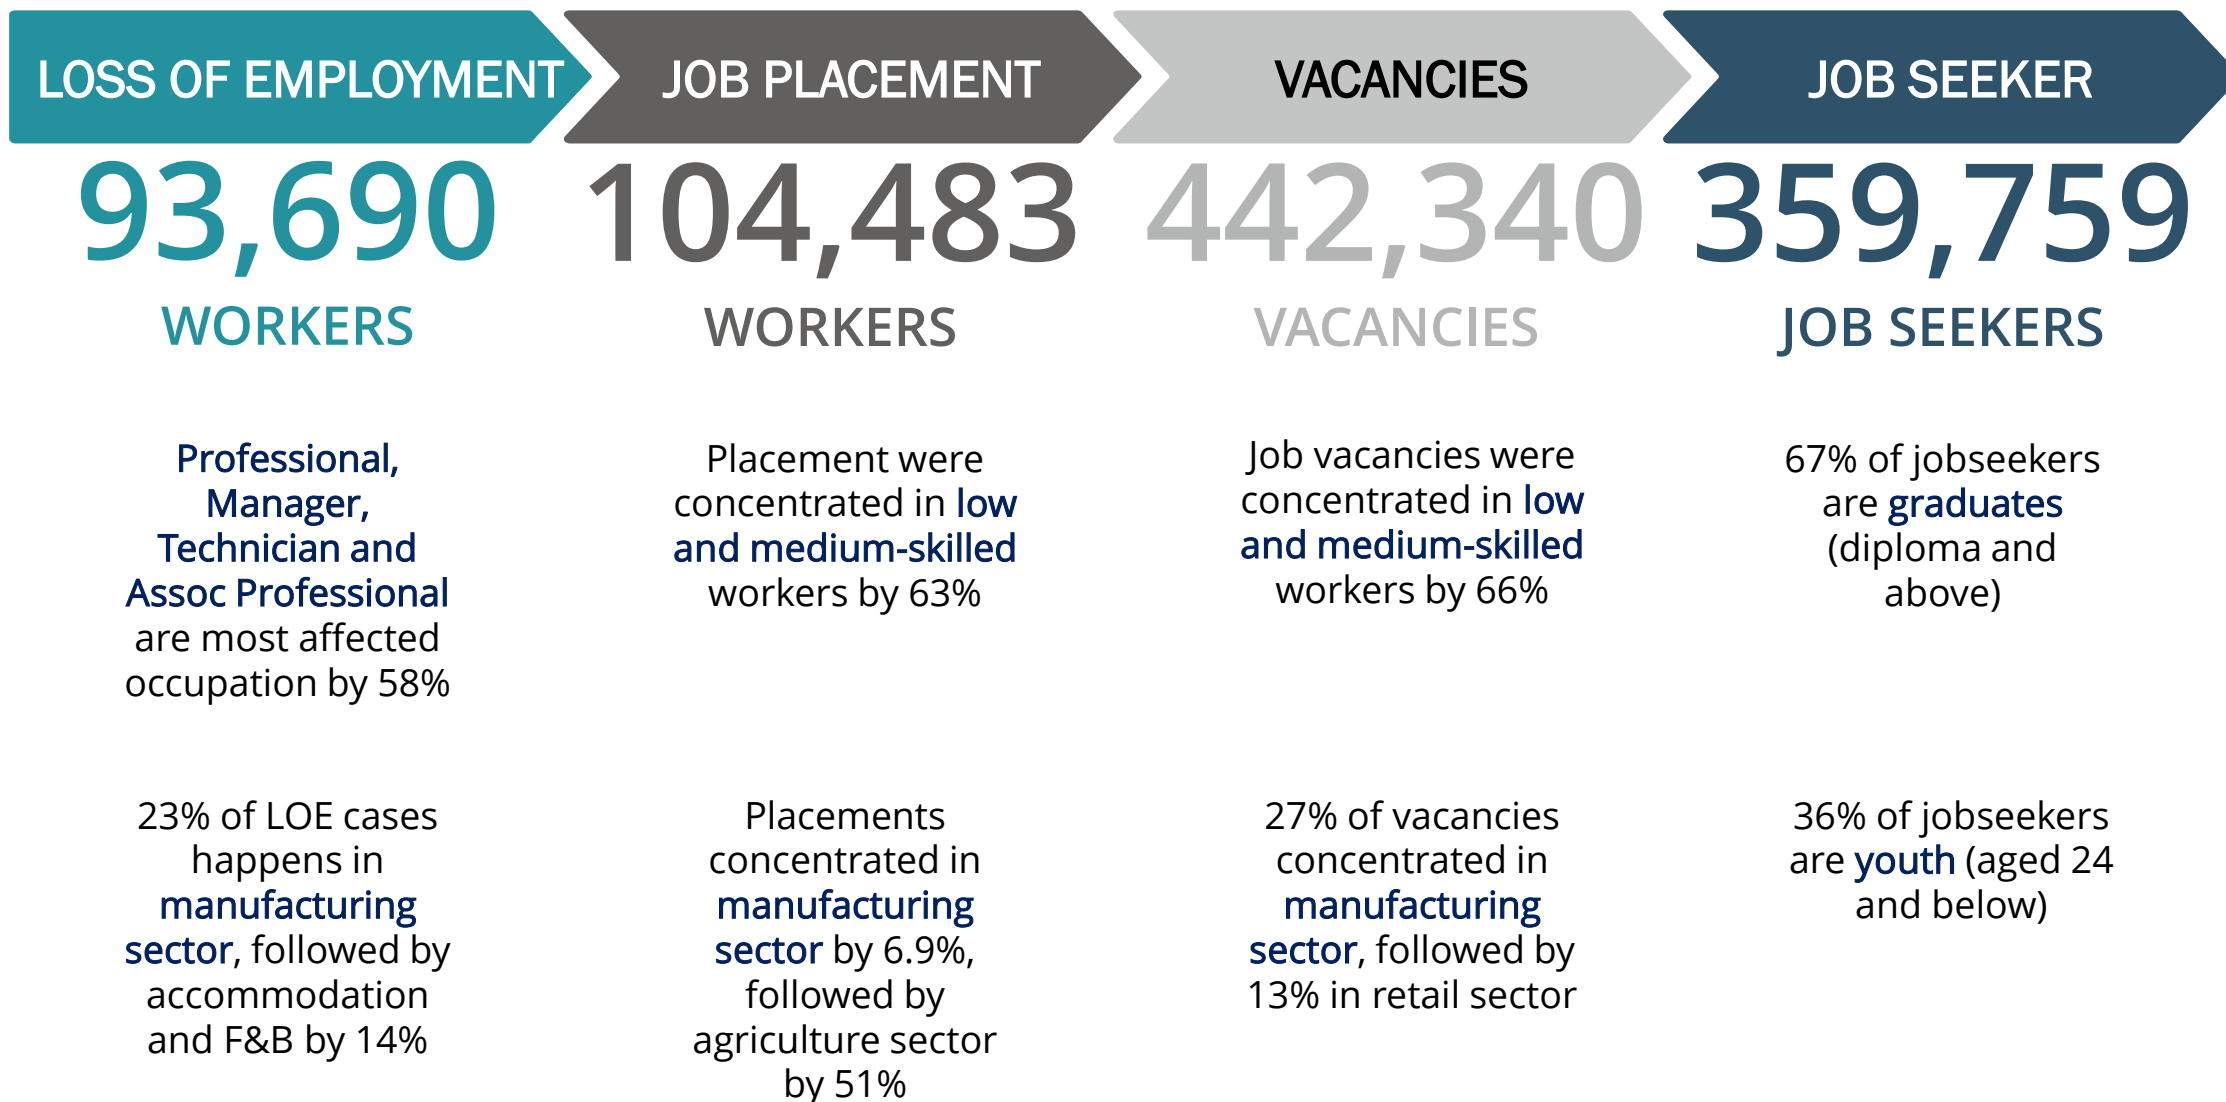 LOSS OF EMPLOYMENT
JOB PLACEMENT
VACANCIES
JOB SEEKER
93,690
WORKERS
104,483
WORKERS
442,340
VACANCIES
359,759
JOB SEEKERS
Professional,
Manager,
Technician and
Assoc Professional
are most affected
occupation by 58%
Placement were
concentrated in low
and medium-skilled
workers by 63%
Job vacancies were
concentrated in low
and medium-skilled
workers by 66%
67% of jobseekers
are graduates
(diploma and
above)
23% of LOE cases
happens in
manufacturing
sector, followed by
accommodation
and F&B by 14%
Placements
concentrated in
manufacturing
sector by 6.9%,
followed by
agriculture sector
by 51%
27% of vacancies
concentrated in
manufacturing
sector, followed by
13% in retail sector
36% of jobseekers
are youth (aged 24
and below)